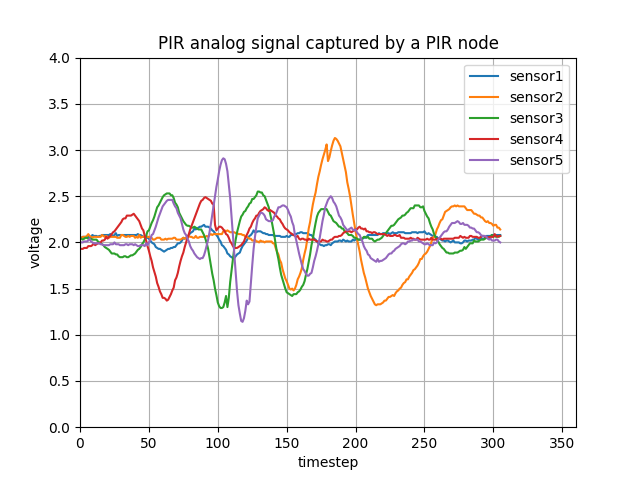 PIR analog signal captured by a PIR node
4.0
3.5
3.0
2.5
2.0
1.5
1.0
0.5
0.0
voltage
sensor1
sensor2
sensor3
sensor4
sensor5
0 50 100 150 200 250 300 350
timestep